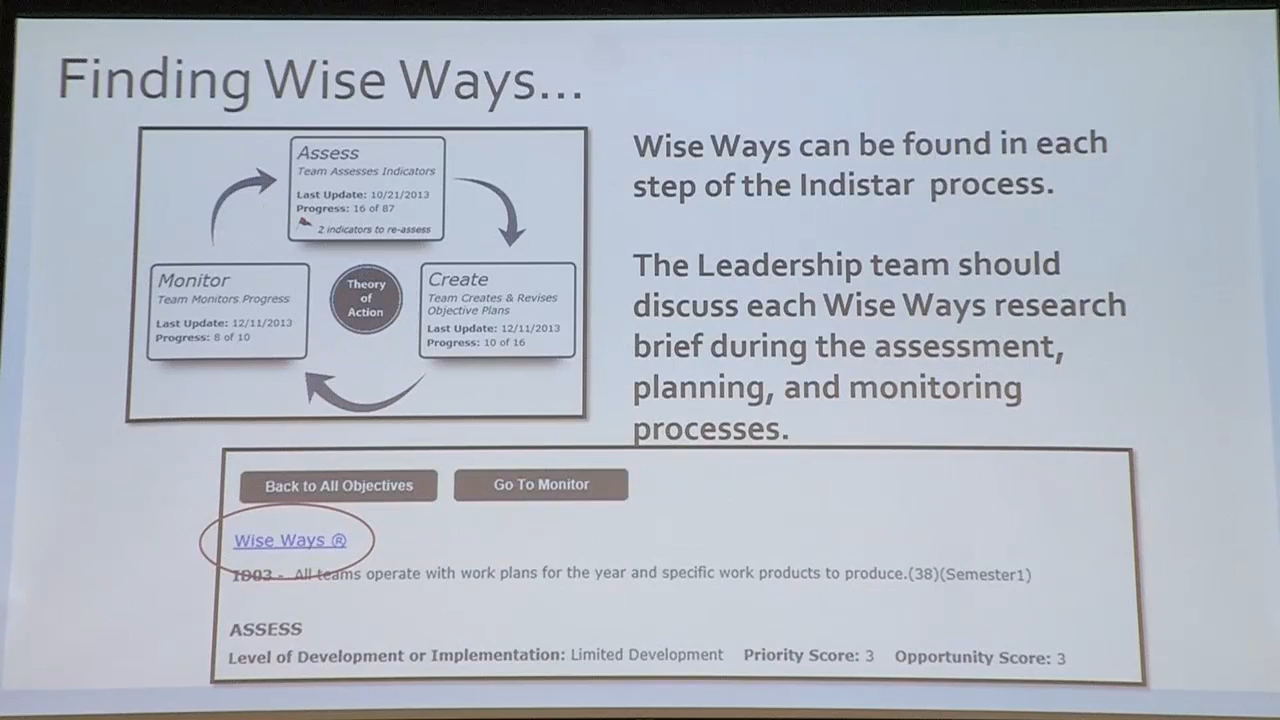 Finding Wise Ways...
Assess
Team Assesses Indicators
Last Update: 10/21/2013
Progress: 16 of 87
2 indicators to re-assess
Monitor
Team Monitors Progress
Last Update: 12/11/2013
Progress: 8 of 10
Theory
of
Action
Create
Team Creates & Revises
Objective Plans
Last Update: 12/11/2013
Progress: 10 of 16
Wise Ways can be found in each
step of the Indistar process.
The Leadership team should
discuss each Wise Ways research
brief during the assessment,
planning, and monitoring
processes.
Back to All Objectives
Go To Monitor
Wise Ways ®
ID03 - All teams operate with work plans for the year and specific work products to produce.(38)(Semester1)
ASSESS
Level of Development or Implementation: Limited Development Priority Score: 3 Opportunity Score: 3